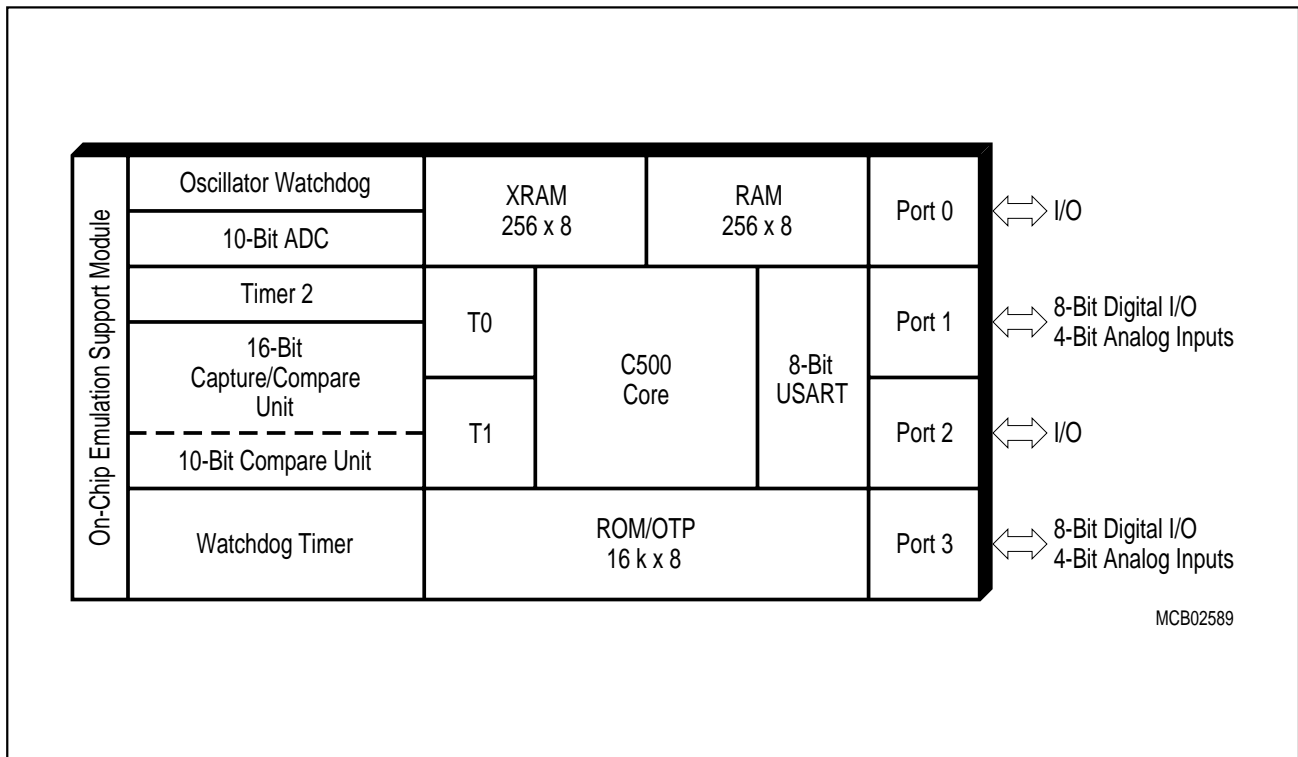 On-Chip Emulation Support Module
Oscillator Watchdog
10-Bit ADC
Timer 2
16-Bit
Capture/Compare
Unit
10-Bit Compare Unit
Watchdog Timer
XRAM
256 x 8
RAM
256 x 8
T0
T1
C500
Core
8-Bit
USART
ROM/OTP
16 k x 8
Port 0
Port 1
Port 2
Port 3
I/O
8-Bit Digital I/O
4-Bit Analog Inputs
I/O
8-Bit Digital I/O
4-Bit Analog Inputs
MCB02589